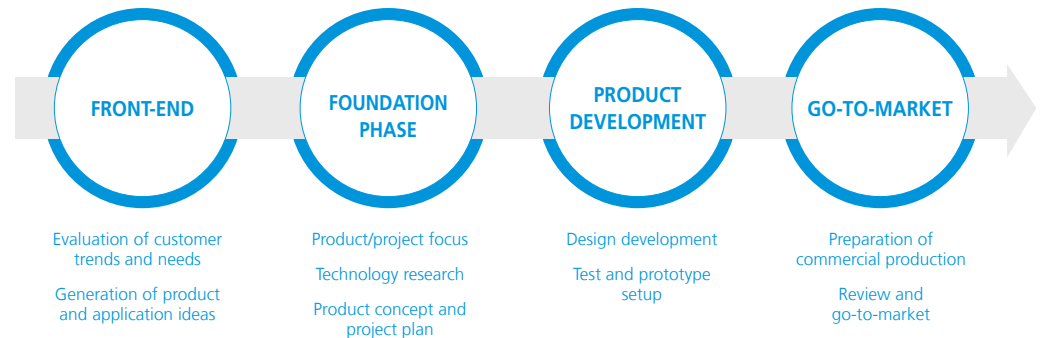 FRONT-END
FOUNDATION
PHASE
PRODUCT
DEVELOPMENT
GO-TO-MARKET
Evaluation of customer
trends and needs
Generation of product
and application ideas
Product/project focus
Technology research
Product concept and
project plan
Design development
Test and prototype
setup
Preparation of
commercial production
Review and
go-to-market